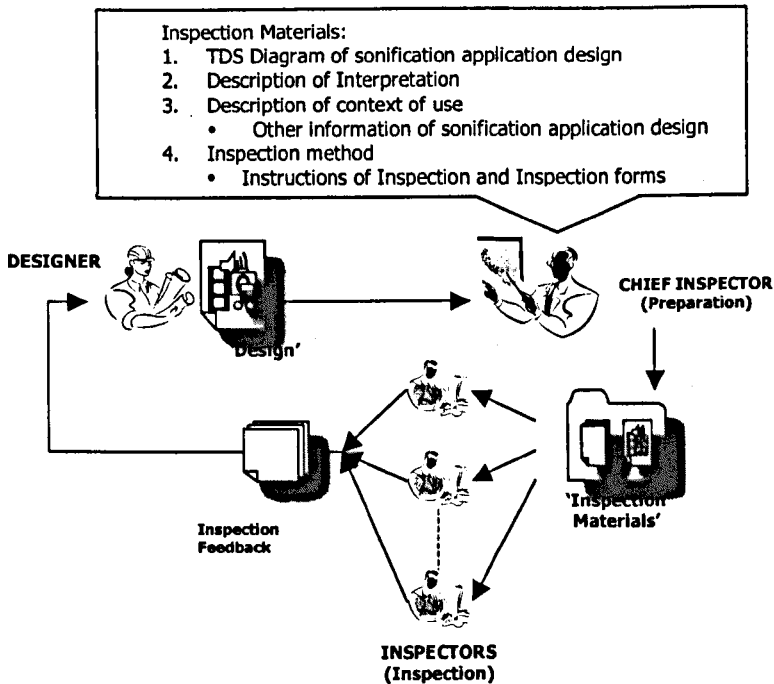 Inspection Materials:
1. TDS Diagram of sonification application design
2. Description of Interpretation
3. Description of context of use
• Other information of sonification application design
4. Inspection method
• Instructions of Inspection and Inspection forms
DESIGNER
CHIEF INSPECTOR
(Preparation)
'Design'
'Inspection
Materials'
Inspection
Feedback
INSPECTORS
(Inspection)